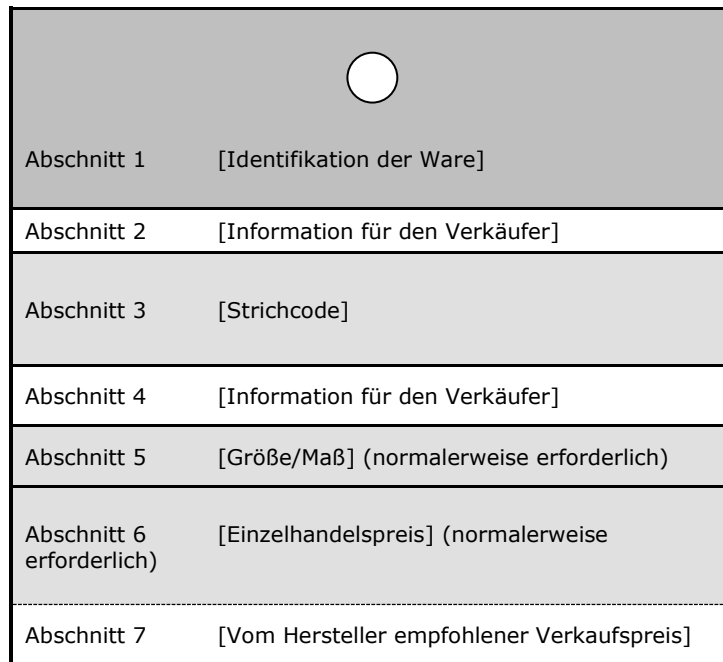 Abschnitt 1 [Identifikation der Ware]
Abschnitt 2 [Information für den Verkäufer]
Abschnitt 3 [Strichcode]
Abschnitt 4 [Information für den Verkäufer]
Abschnitt 5 [Größe/Maß] (normalerweise erforderlich)
Abschnitt 6 [Einzelhandelspreis] (normalerweise
erforderlich)
Abschnitt 7 [Vom Hersteller empfohlener Verkaufspreis]